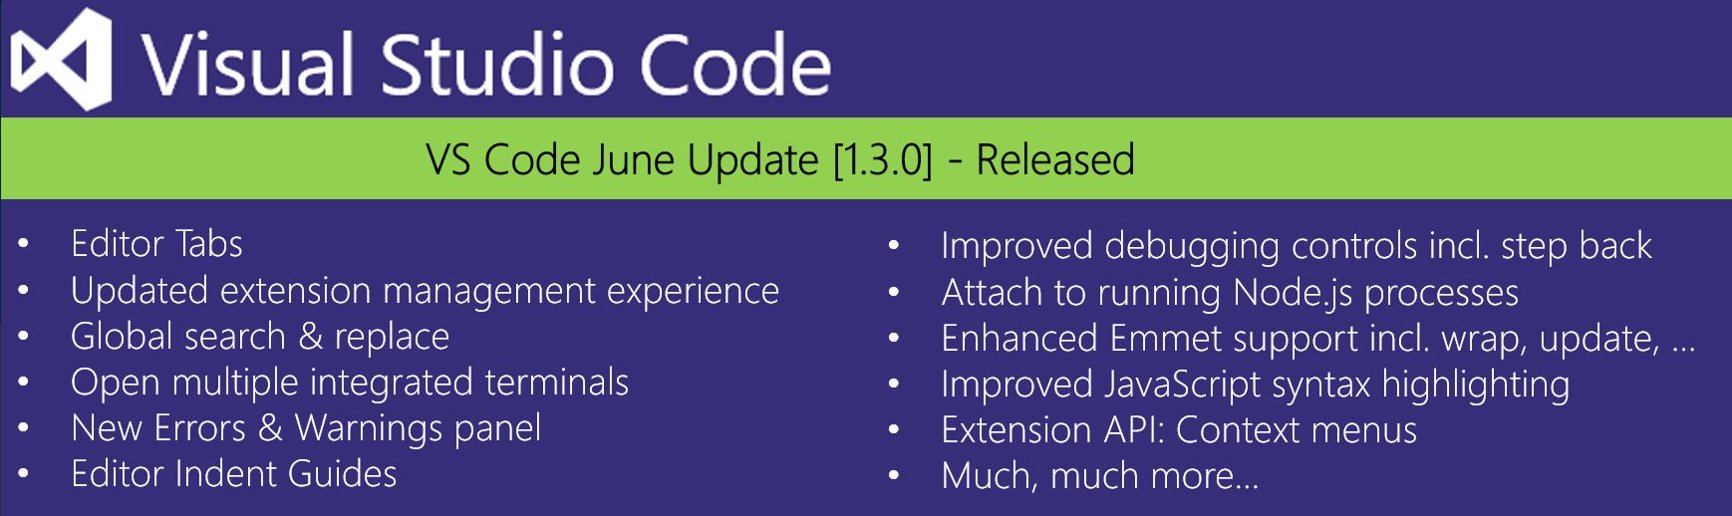 Visual Studio Code
VS Code June Update [1.3.0] - Released
• Editor Tabs
• Updated extension management experience
• Global search & replace
• Open multiple integrated terminals
• New Errors & Warnings panel
• Editor Indent Guides
• Improved debugging controls incl. step back
• Attach to running Node.js processes
• Enhanced Emmet support incl. wrap, update, ...
• Improved JavaScript syntax highlighting
• Extension API: Context menus
• Much, much more...